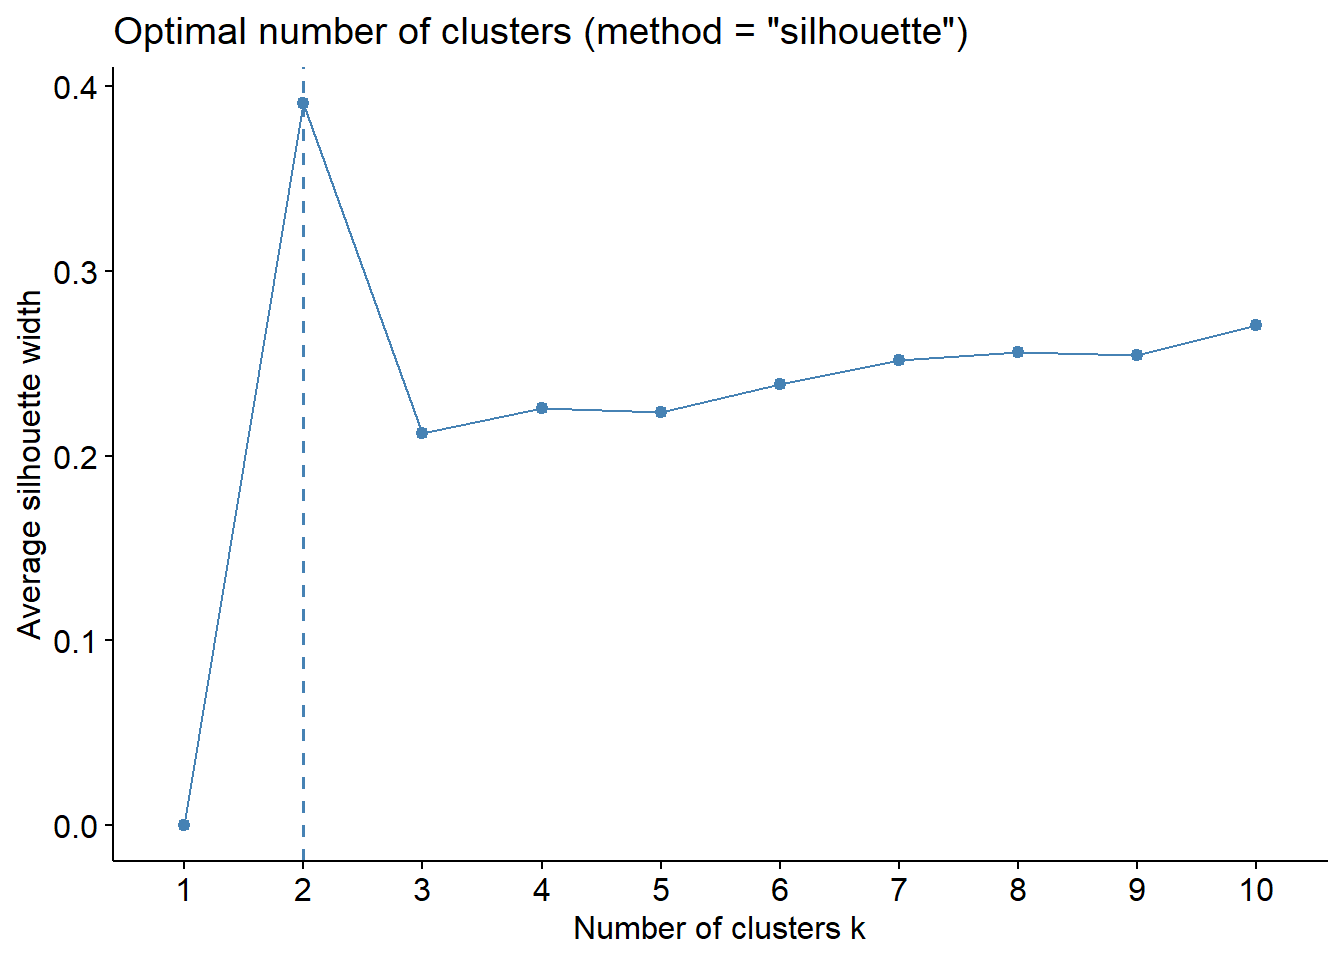 Optimal number of clusters (method = "silhouette")
Average silhouette width
0.4
0.3
0.2
0.1
0.0
1 2 3 4 5 6 7 8 9 10
Number of clusters k